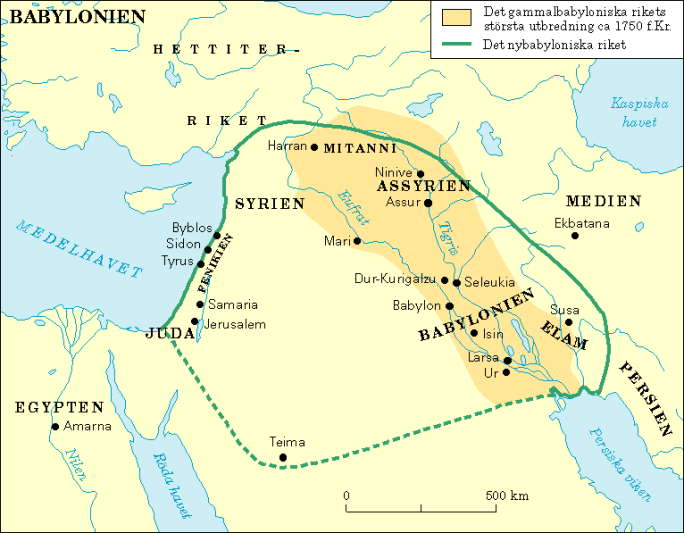 BABYLONIEN
Det gammalbabyloniska rikets
största utbredning ca 1750 f.Kr.
Det nybabyloniska riket
HETTITER-
RIKET
Kaspiska
havet
Harran
MITANNI
Ninive
ASSYRIEN
Assur
SYRIEN
Eufrat
Tigris
MEDIEN
Ekbatana
MEDELHAVET
Byblos
Sidon
Tyrus
FENIKIEN
Mari
Dur-Kurigalzu
Seleukia
Babylon
BABYLONIEN
Samaria
JUDA
Jerusalem
Isin
Susa
ELAM
Larsa
Ur
PERSIEN
EGYPTEN
Amarna
Nilen
Röda havet
Teima
Persiska viken
0
500 km